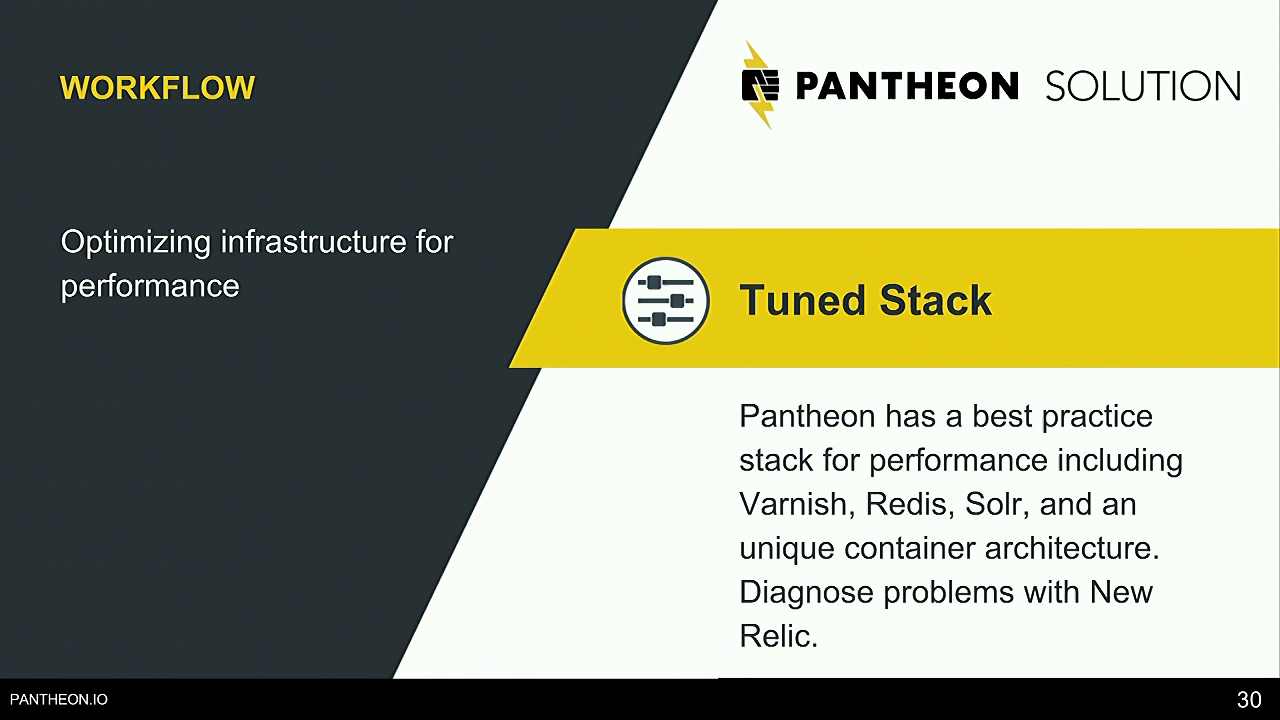 WORKFLOW
PANTHEON SOLUTION
Optimizing infrastructure for
performance
Tuned Stack
Pantheon has a best practice
stack for performance including
Varnish, Redis, Solr, and an
unique container architecture.
Diagnose problems with New
Relic.
PANTHEON.IO
30